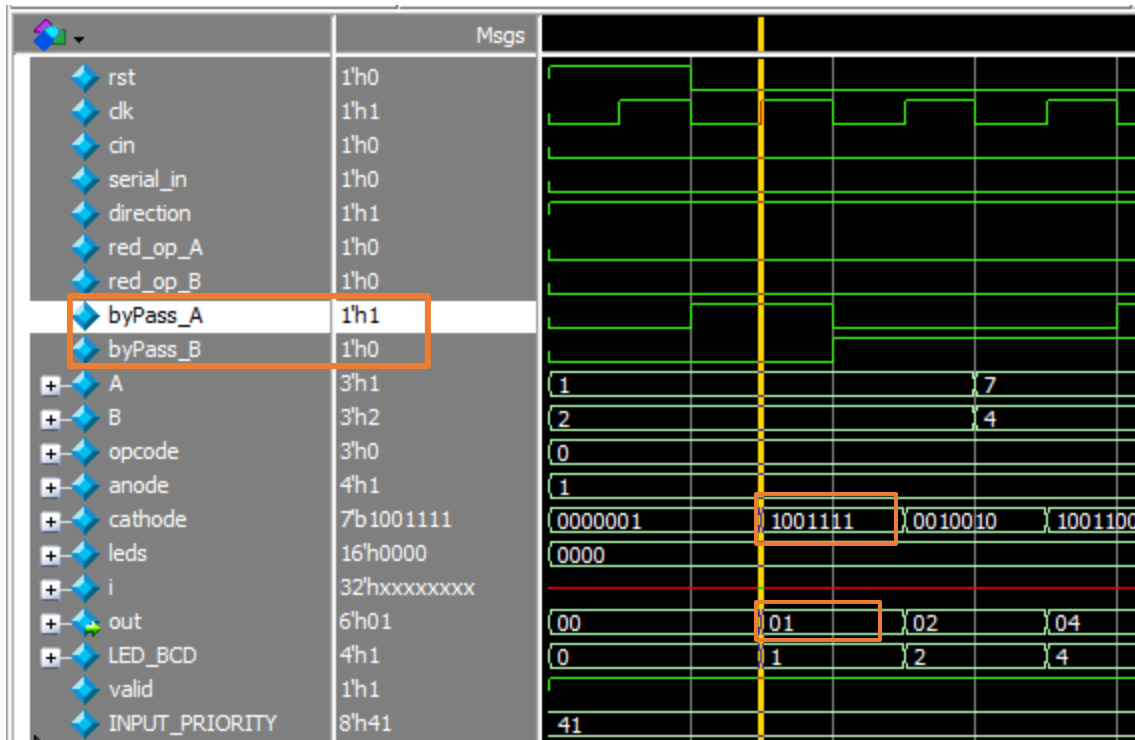 Msgs
rst 1'h0
clk 1'h1
cin 1'h0
serial_in 1'h0
direction 1'h1
red_op_A 1'h0
red_op_B 1'h0
byPass_A 1'h1
byPass_B 1'h0
A 3'h1 1 7
B 3'h2 2 4
opcode 3'h0 0
anode 4'h1 1
cathode 7'b1001111 0000001 1001111 0010010 1001100
leds 16'h0000 0000
i 32'hxxxxxxxx
out 6'h01 00 01 02 04
LED_BCD 4'h1 0 1 2 4
valid 1'h1
INPUT_PRIORITY 8'h41 41